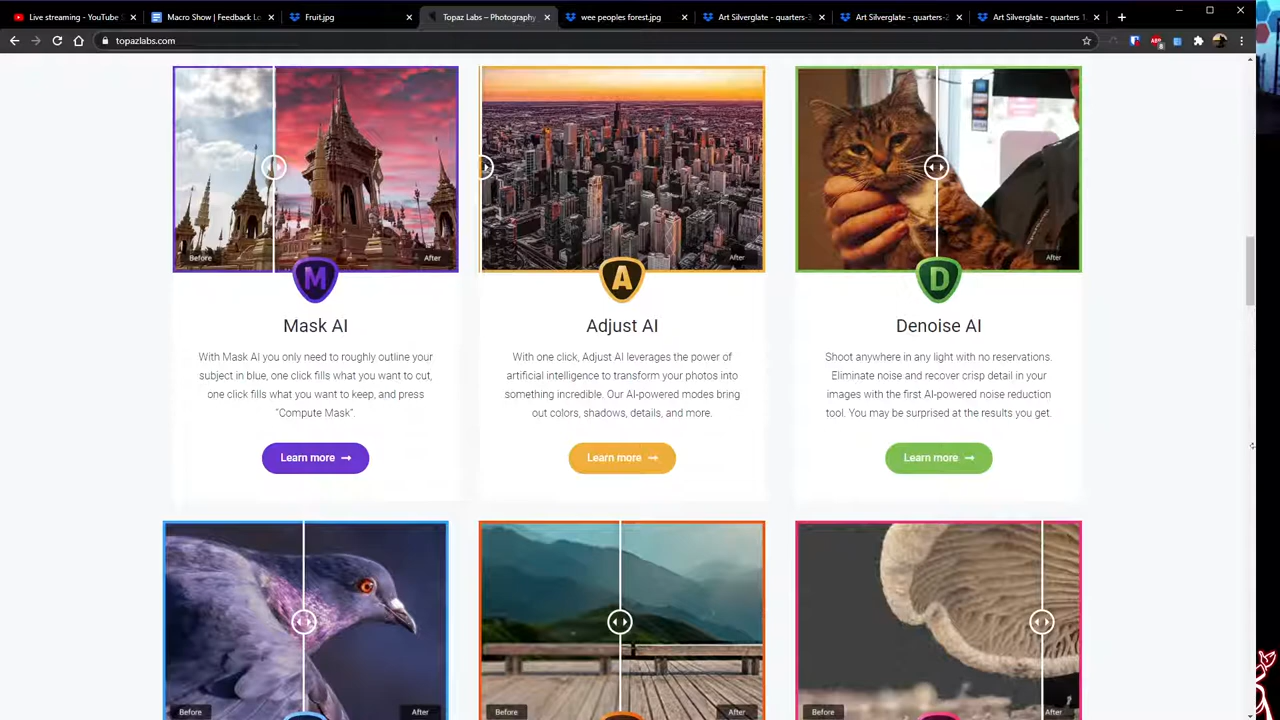 Live streaming - YouTube S
Macro Show | Feedback Lo
Fruit.jpg
Topaz Labs – Photography
wee peoples forest.jpg
Art Silverglate - quarters-3
Art Silverglate - quarters-2
Art Silverglate - quarters 1
topazlabs.com
Before
After
After
After
M
A
D
Mask AI
Adjust AI
Denoise AI
With Mask AI you only need to roughly outline your
subject in blue, one click fills what you want to cut,
one click fills what you want to keep, and press
“Compute Mask”.
With one click, Adjust AI leverages the power of
artificial intelligence to transform your photos into
something incredible. Our AI-powered modes bring
out colors, shadows, details, and more.
Shoot anywhere in any light with no reservations.
Eliminate noise and recover crisp detail in your
images with the first AI-powered noise reduction
tool. You may be surprised at the results you get.
Learn more
Learn more
Learn more
Before
After
Before
After
Before
After